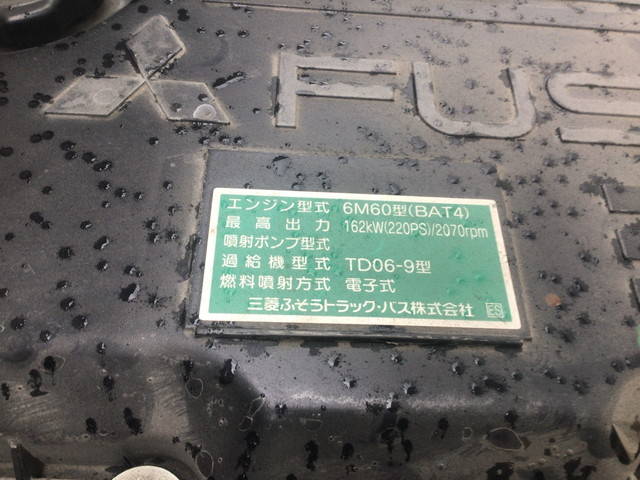 FUS
エンジン型式 6M60型(BAT4)
最高出力 162kW(220PS)/2070rpm
噴射ポンプ型式
過給機型式 TD06-9型
燃料噴射方式 電子式
三菱ふそうトラック・バス株式会社 ES